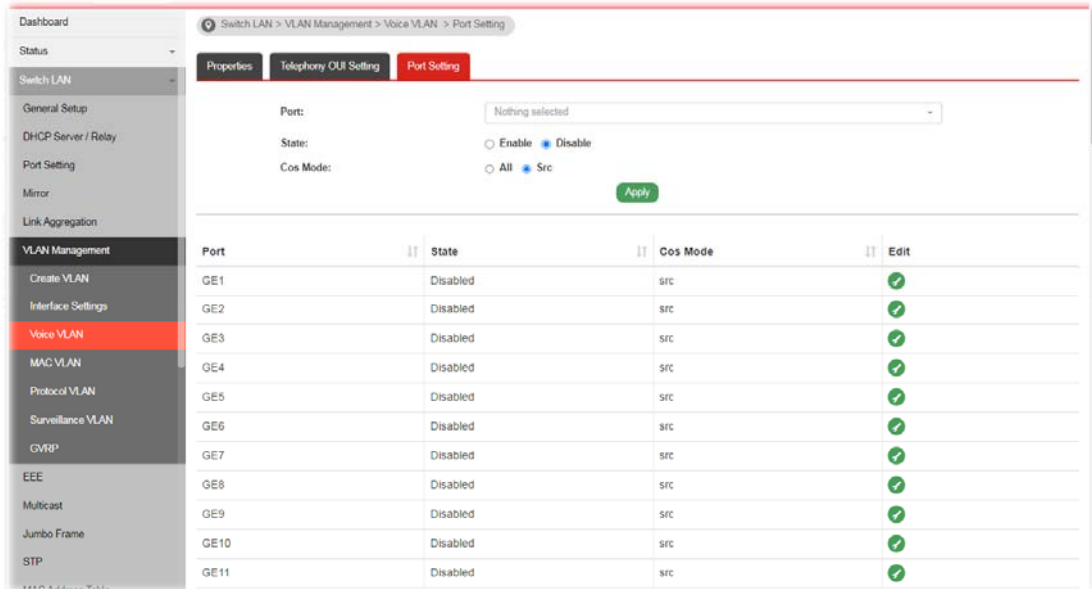 Dashboard
Status
Switch LAN
General Setup
DHCP Server / Relay
Port Setting
Mirror
Link Aggregation
VLAN Management
Create VLAN
Interface Settings
Voice VLAN
MAC VLAN
Protocol VLAN
Surveillance VLAN
GVRP
EEE
Multicast
Jumbo Frame
STP
MAC Address Table
Switch LAN > VLAN Management > Voice VLAN > Port Setting
Properties Telephony OUI Setting Port Setting
Port: Nothing selected
State: Enable Disable
Cos Mode: All Src
Apply
Port State Cos Mode Edit
GE1 Disabled src
GE2 Disabled src
GE3 Disabled src
GE4 Disabled src
GE5 Disabled src
GE6 Disabled src
GE7 Disabled src
GE8 Disabled src
GE9 Disabled src
GE10 Disabled src
GE11 Disabled src